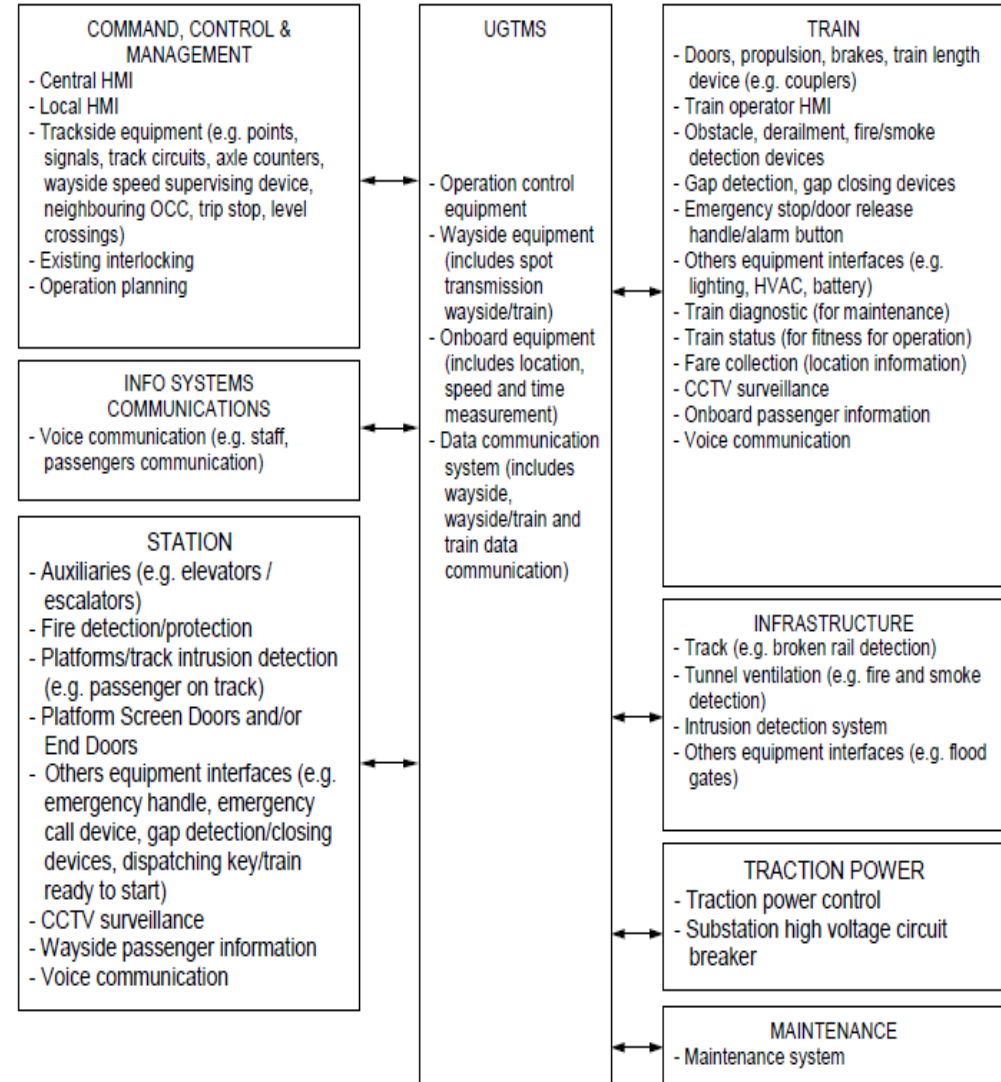 COMMAND, CONTROL &
MANAGEMENT
- Central HMI
- Local HMI
- Trackside equipment (e.g. points,
signals, track circuits, axle counters,
wayside speed supervising device,
neighbouring OCC, trip stop, level
crossings)
- Existing interlocking
- Operation planning
INFO SYSTEMS
COMMUNICATIONS
- Voice communication (e.g. staff,
passengers communication)
STATION
- Auxiliaries (e.g. elevators /
escalators)
- Fire detection/protection
- Platforms/track intrusion detection
(e.g. passenger on track)
- Platform Screen Doors and/or
End Doors
- Others equipment interfaces (e.g.
emergency handle, emergency
call device, gap detection/closing
devices, dispatching key/train
ready to start)
- CCTV surveillance
- Wayside passenger information
- Voice communication
UGTMS
- Operation control
equipment
- Wayside equipment
(includes spot
transmission
wayside/train)
- Onboard equipment
(includes location,
speed and time
measurement)
- Data communication
system (includes
wayside,
wayside/train and
train data
communication)
TRAIN
- Doors, propulsion, brakes, train length
device (e.g. couplers)
- Train operator HMI
- Obstacle, derailment, fire/smoke
detection devices
- Gap detection, gap closing devices
- Emergency stop/door release
handle/alarm button
- Others equipment interfaces (e.g.
lighting, HVAC, battery)
- Train diagnostic (for maintenance)
- Train status (for fitness for operation)
- Fare collection (location information)
- CCTV surveillance
- Onboard passenger information
- Voice communication
INFRASTRUCTURE
- Track (e.g. broken rail detection)
- Tunnel ventilation (e.g. fire and smoke
detection)
- Intrusion detection system
- Others equipment interfaces (e.g. flood
gates)
TRACTION POWER
- Traction power control
- Substation high voltage circuit
breaker
MAINTENANCE
- Maintenance system